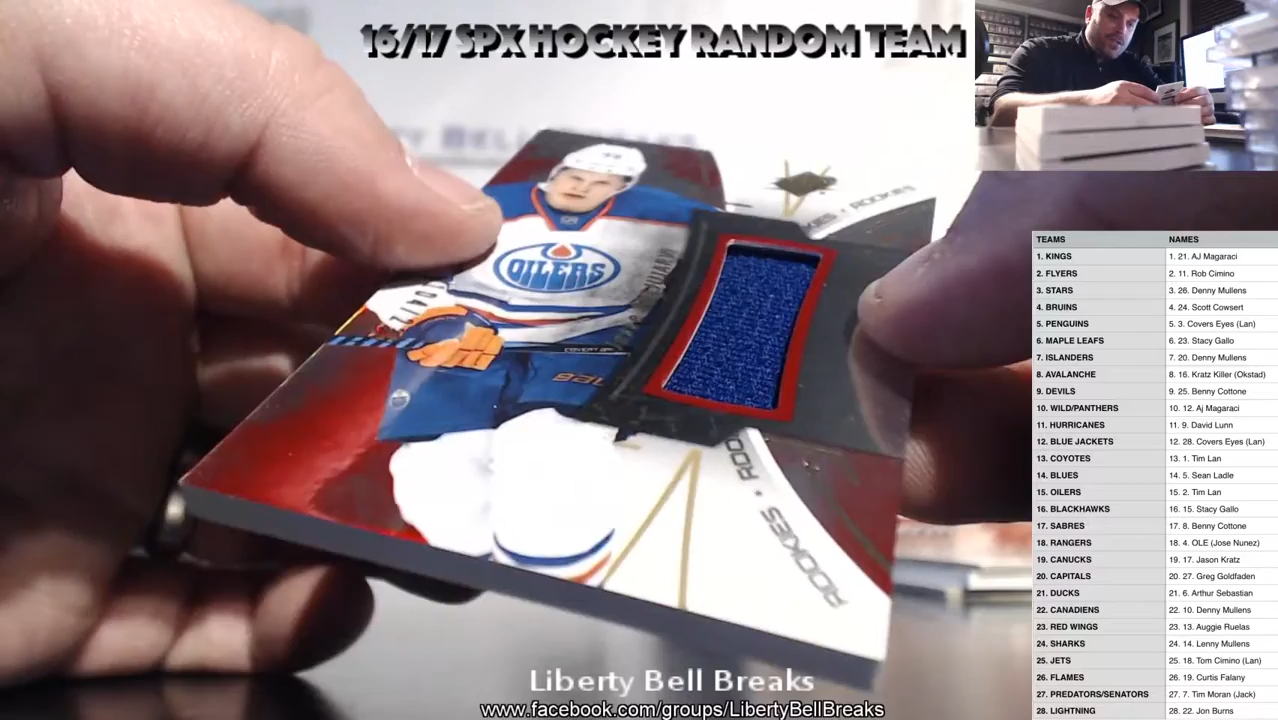 16/17 SPX HOCKEY RANDOM TEAM
OILERS
ROOKIES
ROOKIES • ROO
TEAMS NAMES
1. KINGS 1. 21. AJ Magaraci
2. FLYERS 2. 11. Rob Cimino
3. STARS 3. 26. Denny Mullens
4. BRUINS 4. 24. Scott Cowsert
5. PENGUINS 5. 3. Covers Eyes (Lan)
6. MAPLE LEAFS 6. 23. Stacy Gallo
7. ISLANDERS 7. 20. Denny Mullens
8. AVALANCHE 8. 16. Kratz Killer (Okstad)
9. DEVILS 9. 25. Benny Cottone
10. WILD/PANTHERS 10. 12. Aj Magaraci
11. HURRICANES 11. 9. David Lunn
12. BLUE JACKETS 12. 28. Covers Eyes (Lan)
13. COYOTES 13. 1. Tim Lan
14. BLUES 14. 5. Sean Ladle
15. OILERS 15. 2. Tim Lan
16. BLACKHAWKS 16. 15. Stacy Gallo
17. SABRES 17. 8. Benny Cottone
18. RANGERS 18. 4. OLE (Jose Nunez)
19. CANUCKS 19. 17. Jason Kratz
20. CAPITALS 20. 27. Greg Goldfaden
21. DUCKS 21. 6. Arthur Sebastian
22. CANADIENS 22. 10. Denny Mullens
23. RED WINGS 23. 13. Auggie Ruelas
24. SHARKS 24. 14. Lenny Mullens
25. JETS 25. 18. Tom Cimino (Lan)
26. FLAMES 26. 19. Curtis Falany
27. PREDATORS/SENATORS 27. 7. Tim Moran (Jack)
28. LIGHTNING 28. 22. Jon Burns
Liberty Bell Breaks
www.facebook.com/groups/LibertyBellBreaks